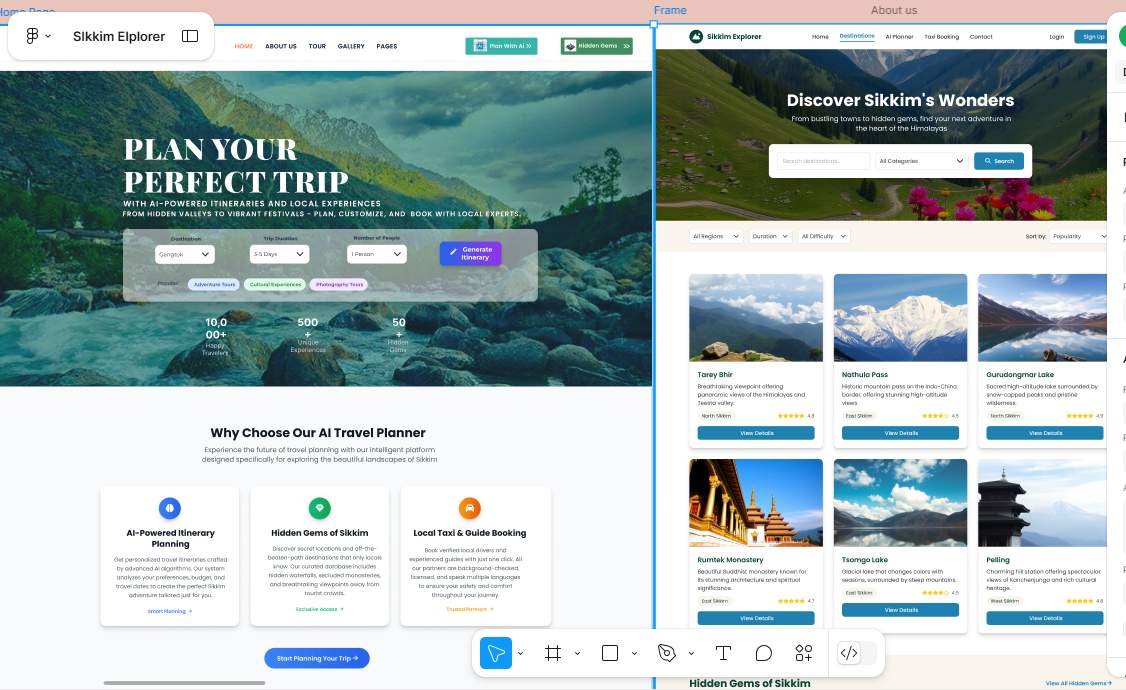 Home Page
Frame
About us
SIkkim Elplorer
HOME
ABOUT US
TOUR
GALLERY
PAGES
Plan With Ai
Hidden Gems
PLAN YOUR
PERFECT TRIP
WITH AI-POWERED ITINERARIES AND LOCAL EXPERIENCES
FROM HIDDEN VALLEYS TO VIBRANT FESTIVALS - PLAN, CUSTOMIZE, AND BOOK WITH LOCAL EXPERTS.
Destination
Trip Duration
Number of People
Gangtok
3-5 Days
1 Person
Generate
Itinerary
Popular:
Adventure Tours
Cultural Experiences
Photography Tours
10,0
00+
Happy
Travelers
500
+
Unique
Experiences
50
+
Hidden
Gems
Why Choose Our AI Travel Planner
Experience the future of travel planning with our intelligent platform
designed specifically for exploring the beautiful landscapes of Sikkim
AI-Powered Itinerary
Planning
Get personalized travel itineraries crafted
by advanced AI algorithms. Our system
analyzes your preferences, budget, and
travel dates to create the perfect Sikkim
adventure tailored just for you.
Smart Planning →
Hidden Gems of Sikkim
Discover secret locations and off-the-
beaten-path destinations that only locals
know. Our curated database includes
hidden waterfalls, secluded monasteries,
and breathtaking viewpoints away from
tourist crowds.
Exclusive Access →
Local Taxi & Guide Booking
Book verified local drivers and
experienced guides with just one click. All
our partners are background-checked,
licensed, and speak multiple languages
to ensure your safety and comfort
throughout your journey.
Trusted Partners →
Start Planning Your Trip →
Sikkim Explorer
Home
Destinations
AI Planner
Taxi Booking
Contact
Login
Sign Up
Discover Sikkim's Wonders
From bustling towns to hidden gems, find your next adventure in
the heart of the Himalayas
Search destinations...
All Categories
Search
All Regions
Duration
All Difficulty
Sort by:
Popularity
Tarey Bhir
Breathtaking viewpoint offering
panoramic views of the Himalayas and
Teesta valley.
North Sikkim
4.8
View Details
Nathula Pass
Historic mountain pass on the Indo-China
border, offering stunning high-altitude
views.
East Sikkim
4.6
View Details
Gurudongmar Lake
Sacred high-altitude lake surrounded by
snow-capped peaks and pristine
wilderness.
North Sikkim
4.9
View Details
Rumtek Monastery
Beautiful Buddhist monastery known for
its stunning architecture and spiritual
significance.
East Sikkim
4.7
View Details
Tsomgo Lake
Glacial lake that changes colors with
seasons, surrounded by steep mountains.
East Sikkim
4.5
View Details
Pelling
Charming hill station offering spectacular
views of Kanchenjunga and rich cultural
heritage.
West Sikkim
4.6
View Details
Hidden Gems of Sikkim
View All Hidden Gems→